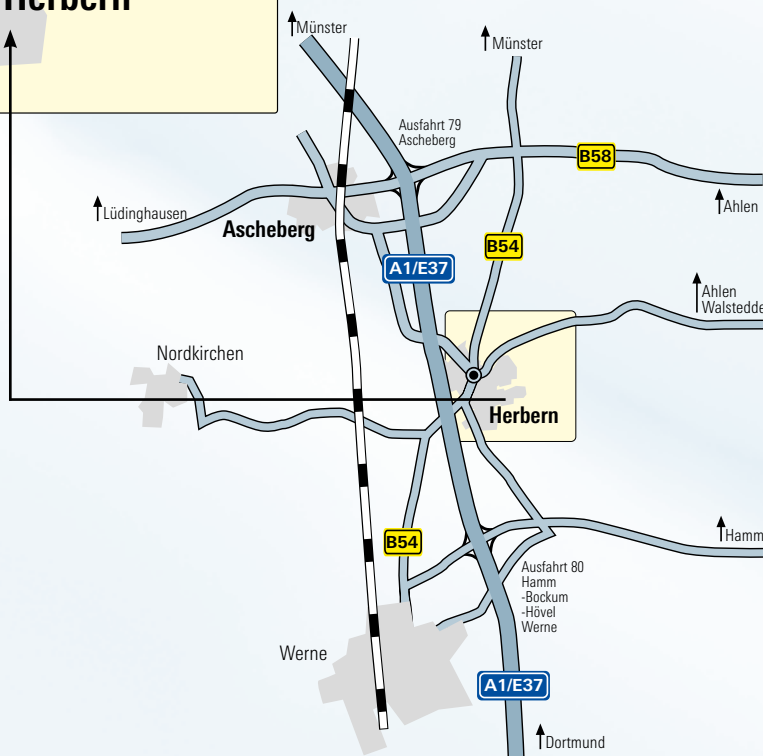 Herbern
Münster
Münster
Ausfahrt 79
Ascheberg
B58
Lüdinghausen
Ahlen
Ascheberg
B54
A1/E37
Ahlen
Walstedde
Nordkirchen
Herbern
B54
Hamm
Ausfahrt 80
Hamm
-Bockum
-Hövel
Werne
Werne
A1/E37
Dortmund